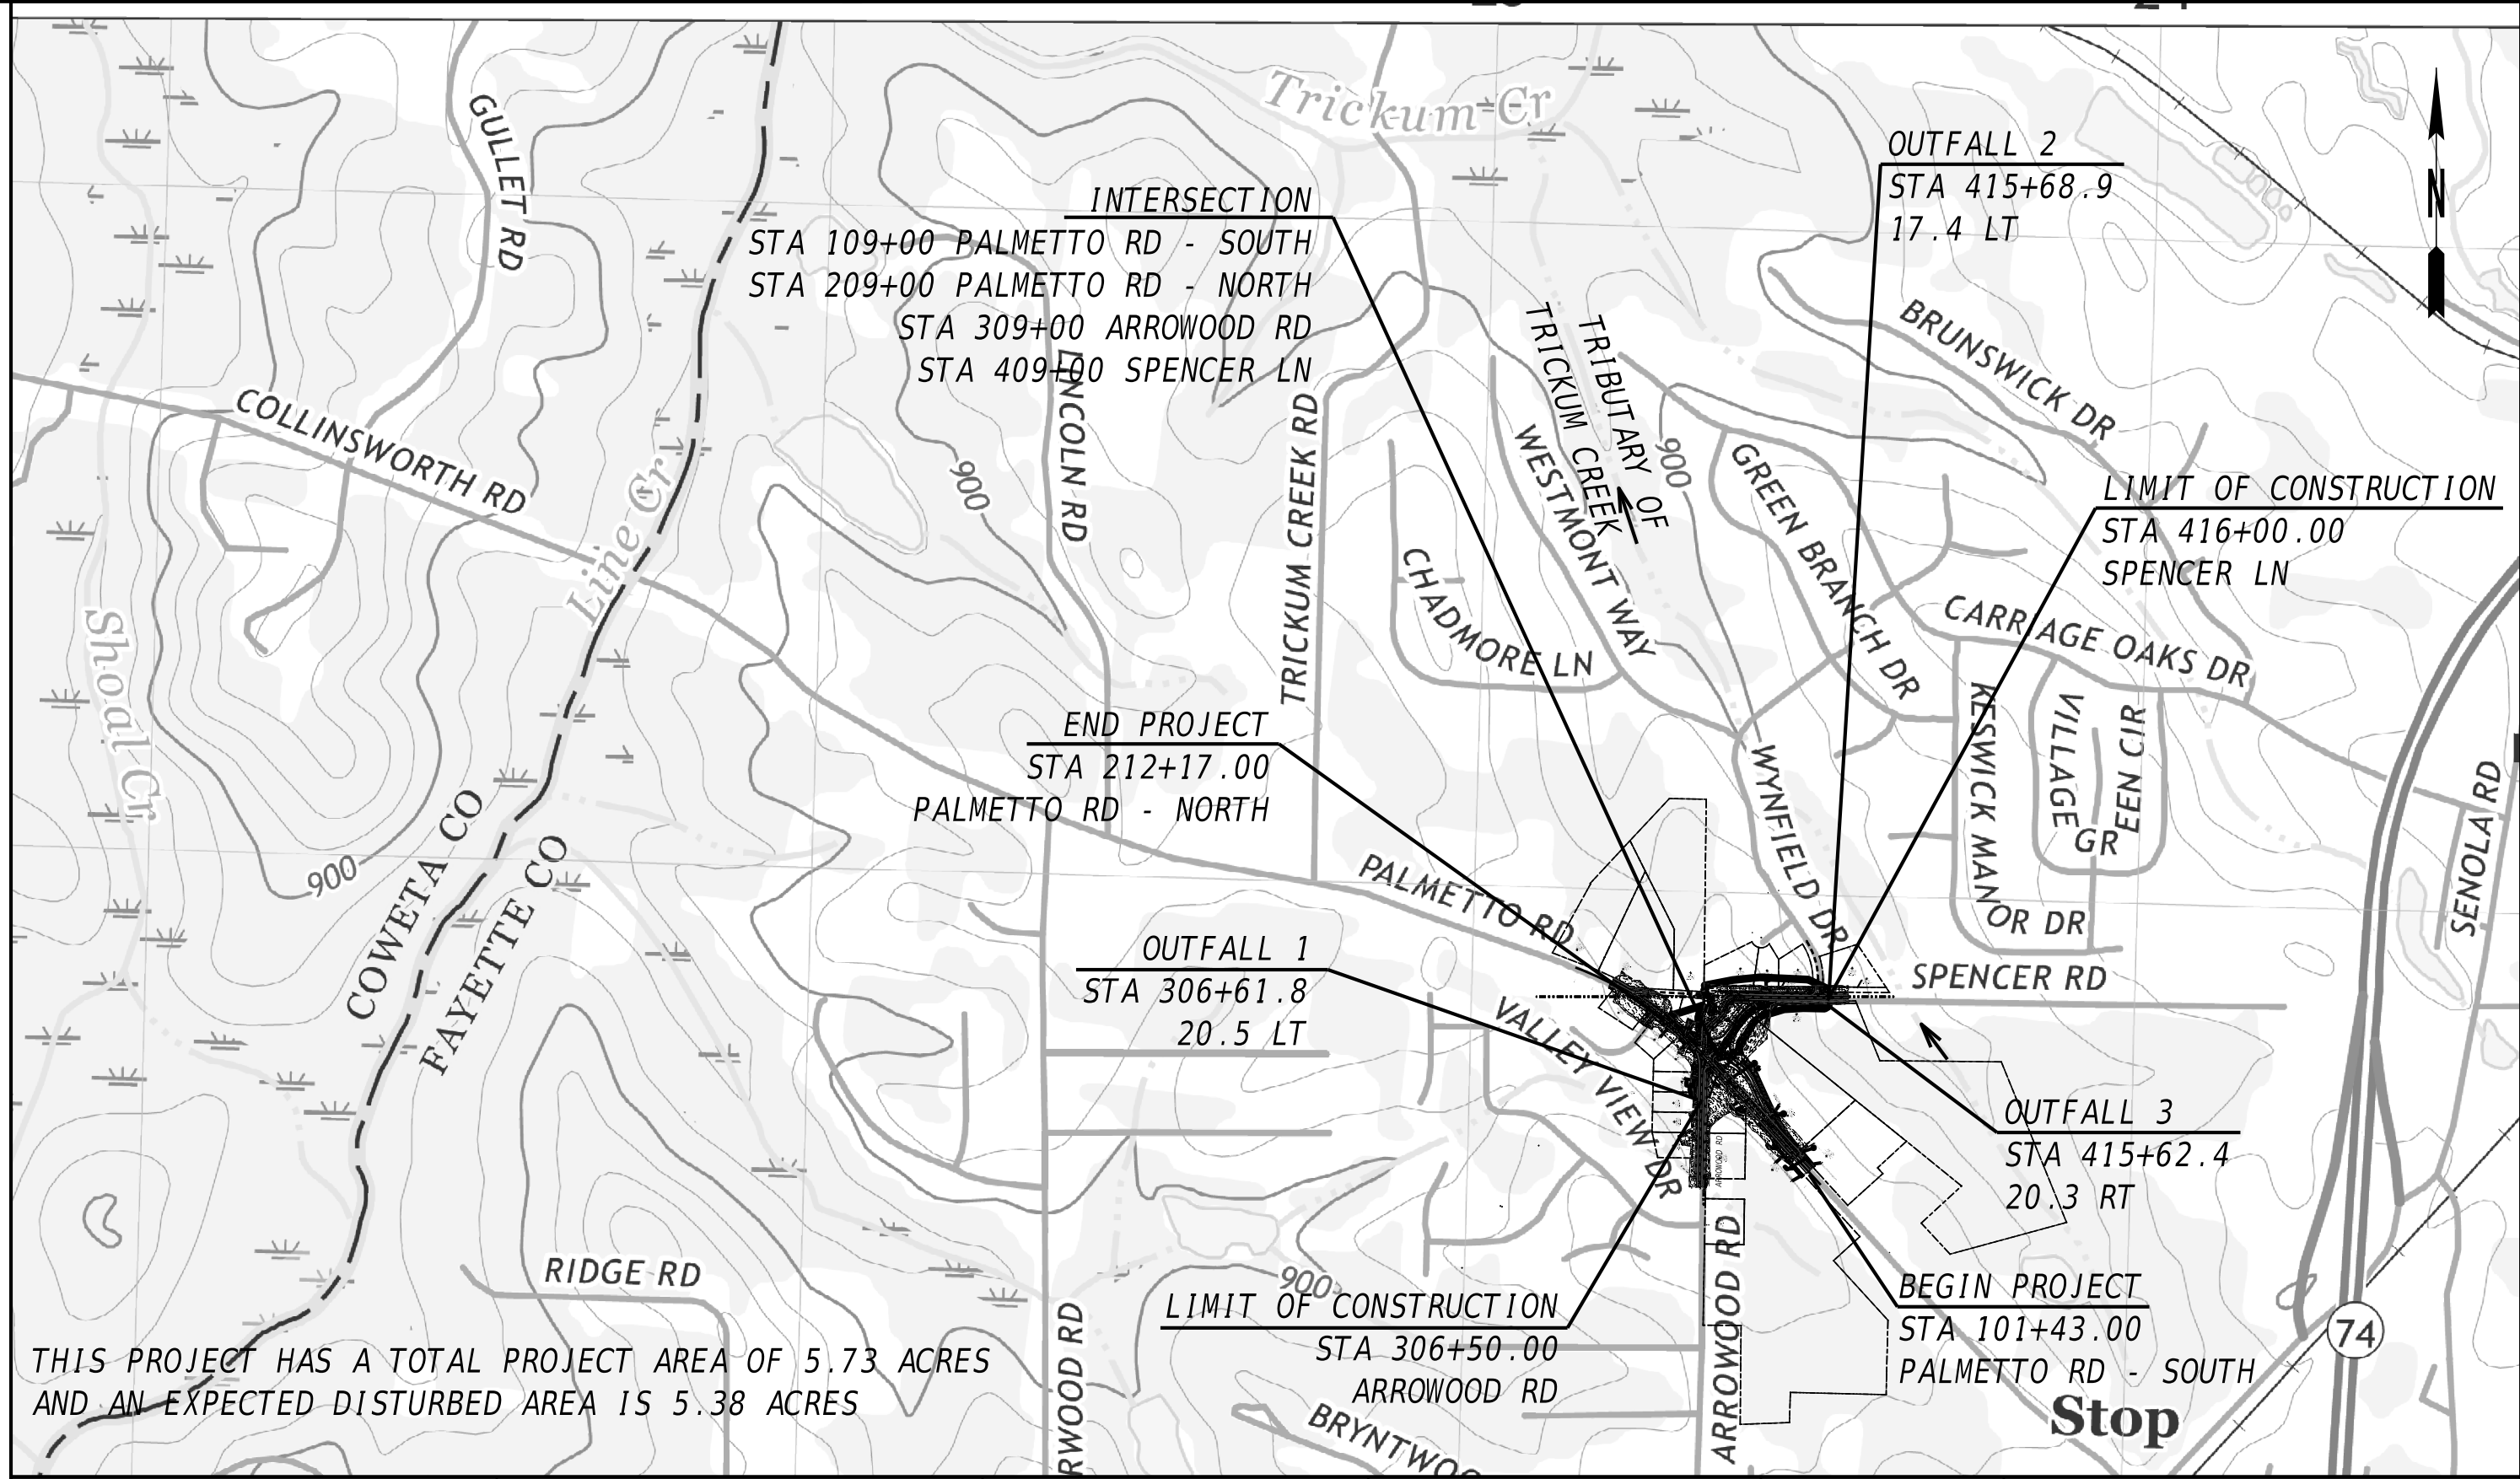 Trickum Cr
GULLET RD
OUTFALL 2
STA 415+68.9
17.4 LT
INTERSECTION
STA 109+00 PALMETTO RD - SOUTH
STA 209+00 PALMETTO RD - NORTH
STA 309+00 ARROWOOD RD
STA 409+00 SPENCER LN
N
BRUNSWICK DR
TRIBUTARY OF
TRICKUM CREEK
COLLINSWORTH RD
LINCOLN RD
TRICKUM CREEK RD
900
900
WESTMONT WAY
GREEN BRANCH DR
LIMIT OF CONSTRUCTION
STA 416+00.00
SPENCER LN
Line Cr
CHADMORE LN
CARRIAGE OAKS DR
Shoal Cr
KESWICK MANOR DR
VILLAGE
GR
EEN CIR
END PROJECT
STA 212+17.00
PALMETTO RD - NORTH
WYNFIELD DR
SENOLA RD
COWETA CO
FAYETTE CO
900
PALMETTO RD
OUTFALL 1
STA 306+61.8
20.5 LT
SPENCER RD
VALLEY VIEW DR
OUTFALL 3
STA 415+62.4
20.3 RT
ARROWOOD RD
RIDGE RD
900
LIMIT OF CONSTRUCTION
STA 306+50.00
ARROWOOD RD
ARROWOOD RD
BEGIN PROJECT
STA 101+43.00
PALMETTO RD - SOUTH
74
RWOOD RD
THIS PROJECT HAS A TOTAL PROJECT AREA OF 5.73 ACRES
AND AN EXPECTED DISTURBED AREA IS 5.38 ACRES
BRYNTWOO
Stop